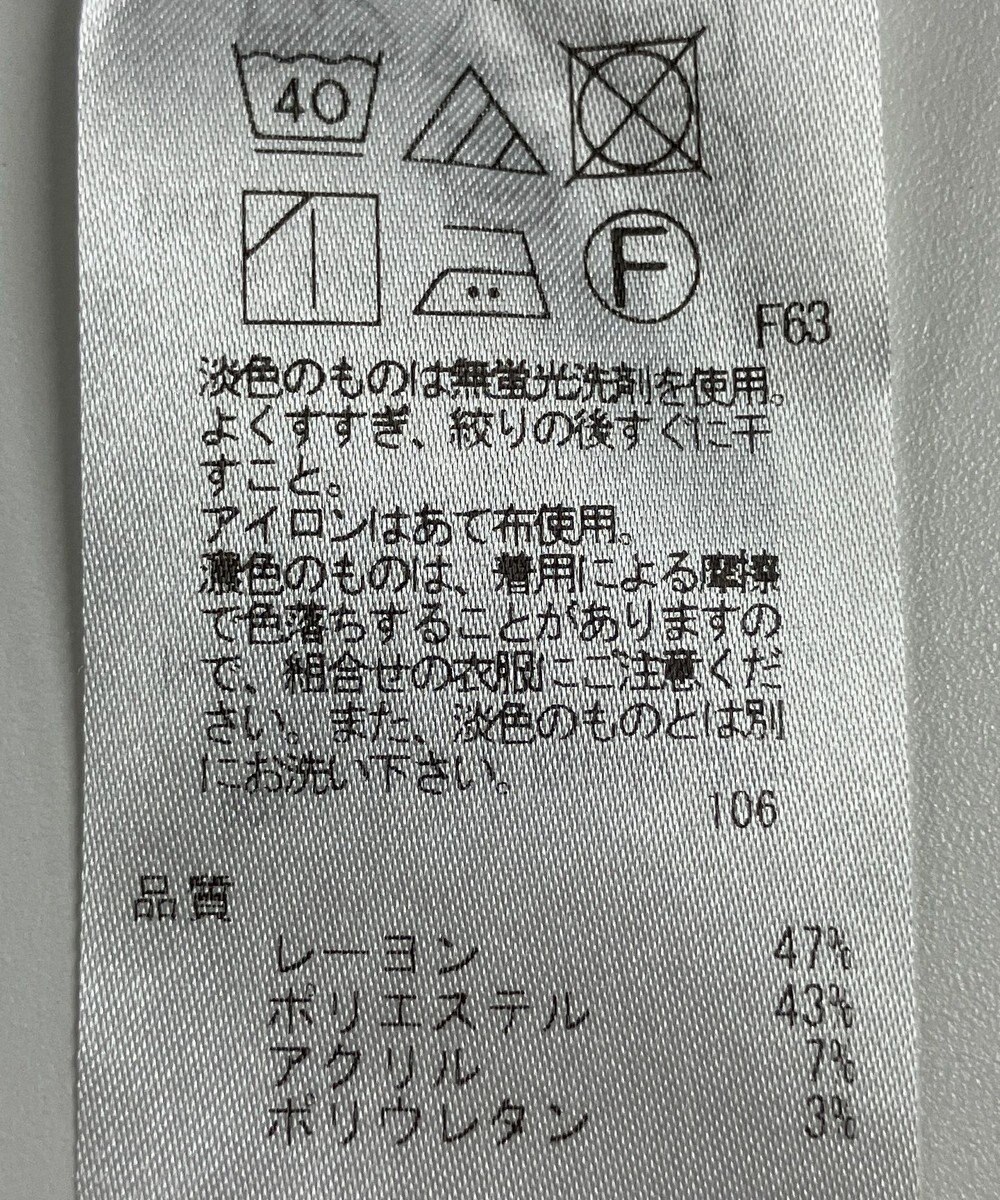 40
F
F63
淡色のものは無蛍光洗剤を使用。
よくすすぎ、絞りの後すぐに干
すこと。
アイロンはあて布使用。
濃色のものは、着用による摩擦
で色落ちすることがありますの
で、組合せの衣服にご注意くだ
さい。また、淡色のものとは別
にお洗い下さい。
106
品質
レーヨン 47%
ポリエステル 43%
アクリル 7%
ポリウレタン 3%